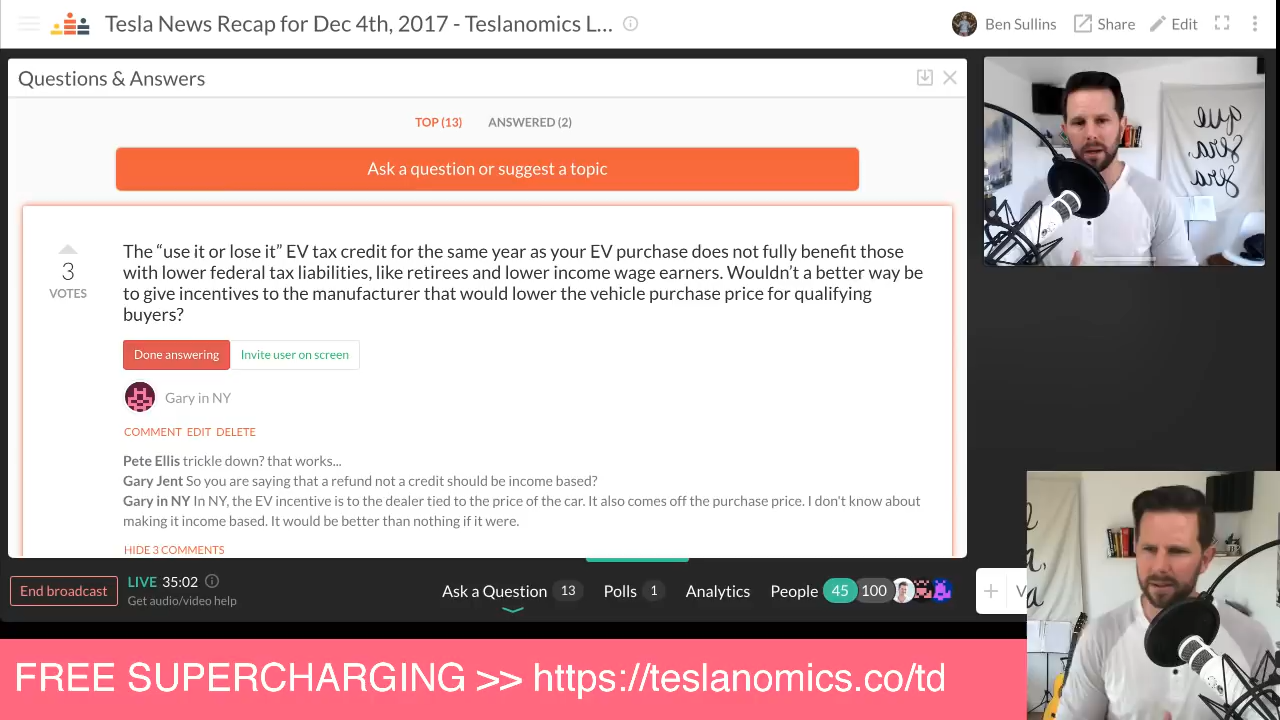 Tesla News Recap for Dec 4th, 2017 - Teslanomics L...
Ben Sullins
Share
Edit
Questions & Answers
TOP (13)
ANSWERED (2)
Ask a question or suggest a topic
3
VOTES
The “use it or lose it” EV tax credit for the same year as your EV purchase does not fully benefit those
with lower federal tax liabilities, like retirees and lower income wage earners. Wouldn't a better way be
to give incentives to the manufacturer that would lower the vehicle purchase price for qualifying
buyers?
Done answering
Invite user on screen
Gary in NY
COMMENT EDIT DELETE
Pete Ellis trickle down? that works...
Gary Jent So you are saying that a refund not a credit should be income based?
Gary in NY In NY, the EV incentive is to the dealer tied to the price of the car. It also comes off the purchase price. I don't know about
making it income based. It would be better than nothing if it were.
HIDE 3 COMMENTS
que
sera,
sera
End broadcast
LIVE 35:02
Get audio/video help
Ask a Question 13
Polls 1
Analytics
People 45 100
FREE SUPERCHARGING >> https://teslanomics.co/td